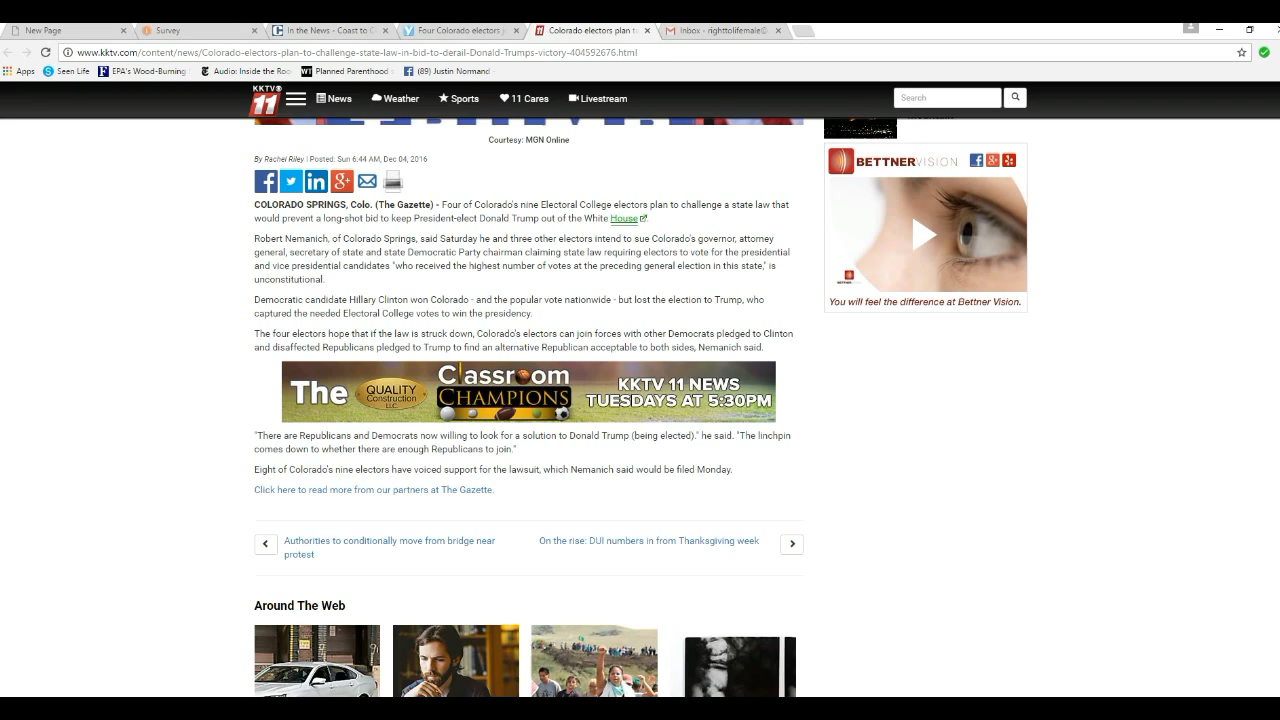 New Page
Survey
In the News - Coast to C
Four Colorado electors j
Colorado electors plan to
Inbox - righttolifemale@
www.kktv.com/content/news/Colorado-electors-plan-to-challenge-state-law-in-bid-to-derail-Donald-Trumps-victory-404592676.html
Apps
Seen Life
EPA's Wood-Burning
Audio: Inside the Roo
Planned Parenthood
(89) Justin Normand
KKTV
11
News
Weather
Sports
11 Cares
Livestream
Search
Courtesy: MGN Online
By Rachel Riley | Posted: Sun 6:44 AM, Dec 04, 2016
COLORADO SPRINGS, Colo. (The Gazette) - Four of Colorado's nine Electoral College electors plan to challenge a state law that
would prevent a long-shot bid to keep President-elect Donald Trump out of the White House
Robert Nemanich, of Colorado Springs, said Saturday he and three other electors intend to sue Colorado's governor, attorney
general, secretary of state and state Democratic Party chairman claiming state law requiring electors to vote for the presidential
and vice presidential candidates "who received the highest number of votes at the preceding general election in this state," is
unconstitutional.
Democratic candidate Hillary Clinton won Colorado - and the popular vote nationwide - but lost the election to Trump, who
captured the needed Electoral College votes to win the presidency.
The four electors hope that if the law is struck down, Colorado's electors can join forces with other Democrats pledged to Clinton
and disaffected Republicans pledged to Trump to find an alternative Republican acceptable to both sides, Nemanich said.
The
QUALITY
Construction
LLC.
Classroom
CHAMPIONS
KKTV 11 NEWS
TUESDAYS AT 5:30PM
"There are Republicans and Democrats now willing to look for a solution to Donald Trump (being elected)." he said. "The linchpin
comes down to whether there are enough Republicans to join."
Eight of Colorado's nine electors have voiced support for the lawsuit, which Nemanich said would be filed Monday.
Click here to read more from our partners at The Gazette.
Authorities to conditionally move from bridge near
protest
On the rise: DUI numbers in from Thanksgiving week
Around The Web
BETTNER VISION
You will feel the difference at Bettner Vision.